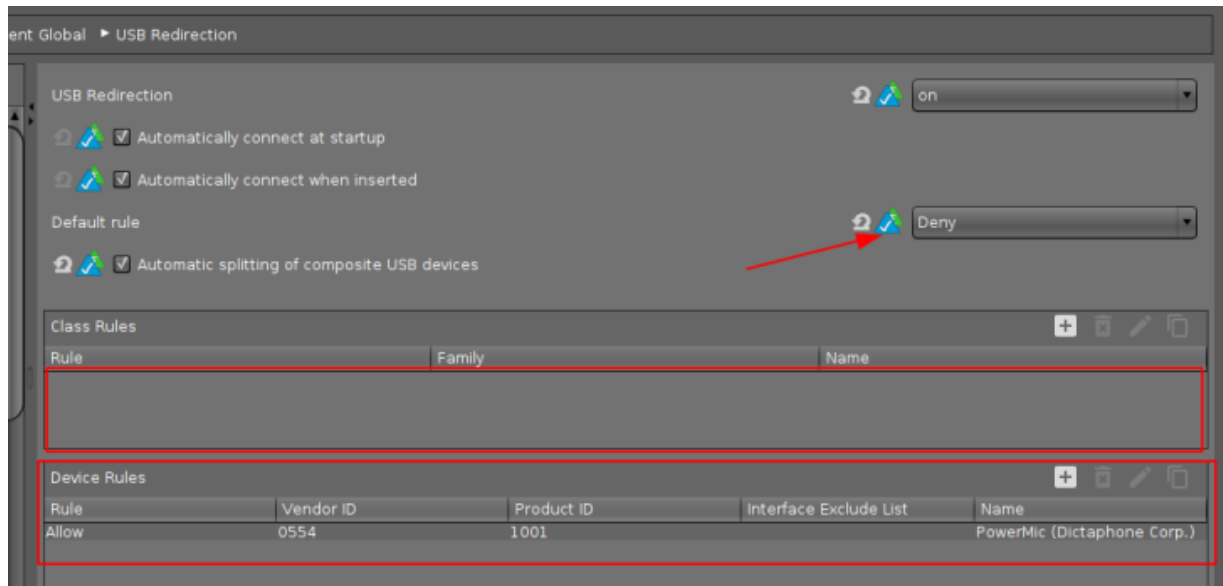 ent Global ▸ USB Redirection
USB Redirection on
Automatically connect at startup
Automatically connect when inserted
Default rule Deny
Automatic splitting of composite USB devices
Class Rules
Rule Family Name
Device Rules
Rule Vendor ID Product ID Interface Exclude List Name
Allow 0554 1001 PowerMic (Dictaphone Corp.)